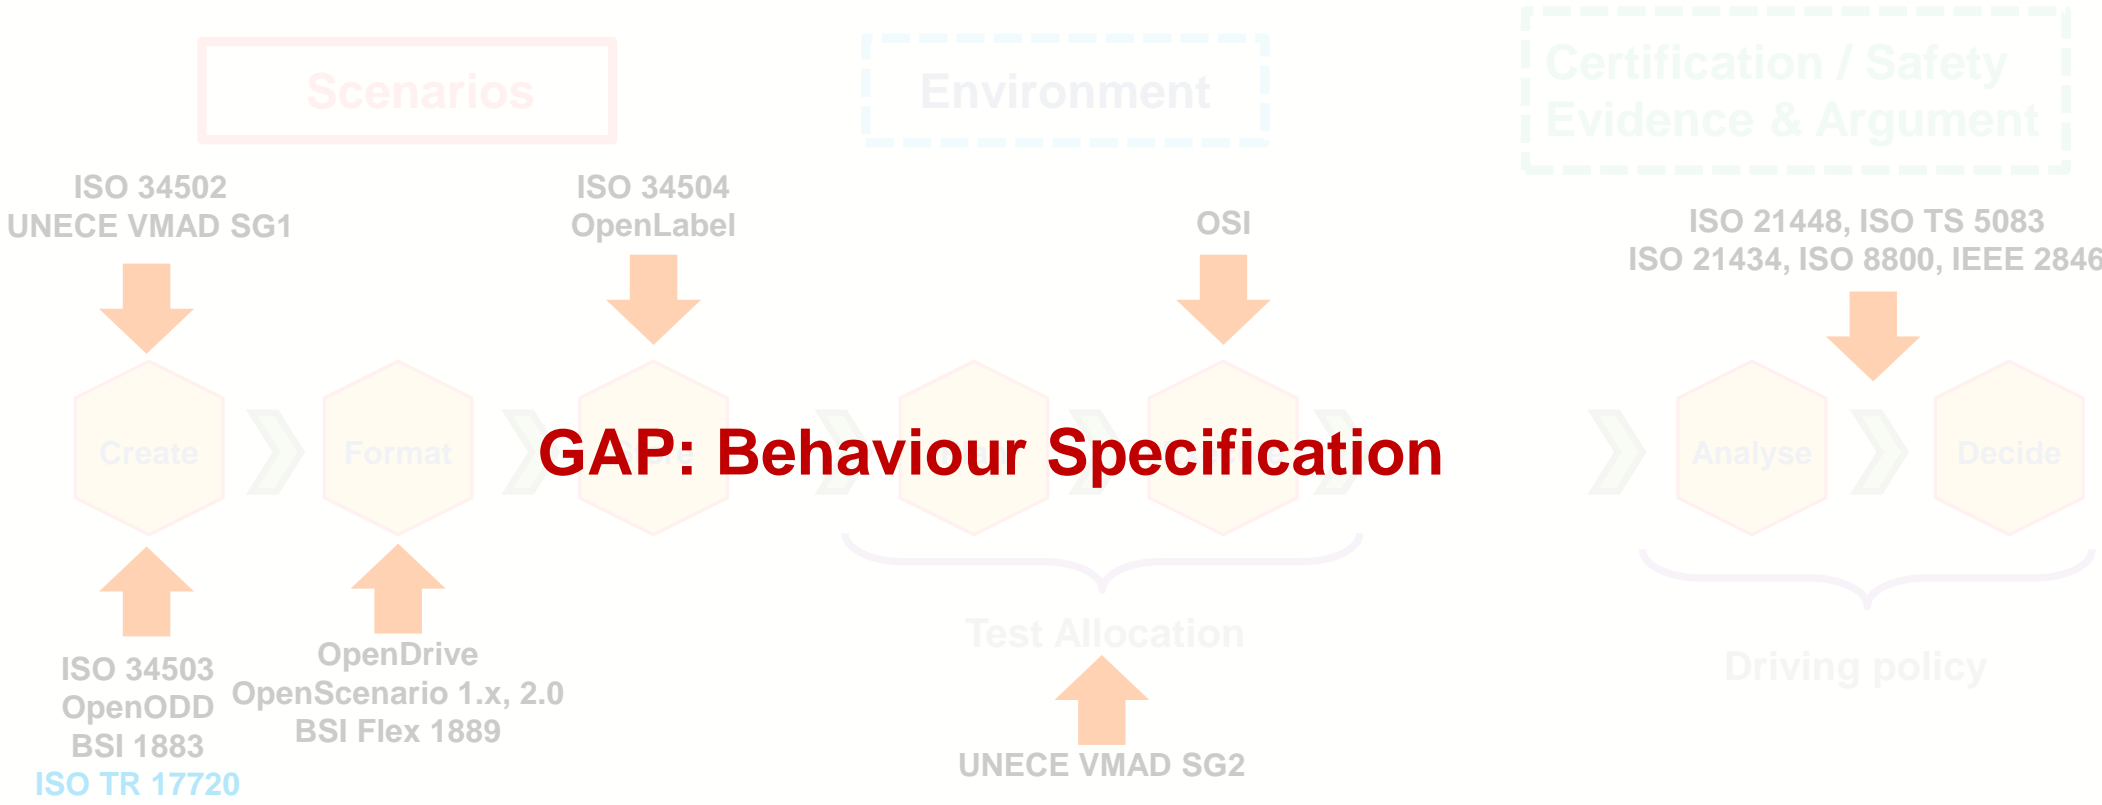 Scenarios
Environment
Certification / Safety
Evidence & Argument
ISO 34502
UNECE VMAD SG1
ISO 34504
OpenLabel
OSI
ISO 21448, ISO TS 5083
ISO 21434, ISO 8800, IEEE 2846
Create
Format
GAP: Behaviour Specification
Analyse
Decide
Test Allocation
Driving policy
ISO 34503
OpenODD
BSI 1883
ISO TR 17720
OpenDrive
OpenScenario 1.x, 2.0
BSI Flex 1889
UNECE VMAD SG2